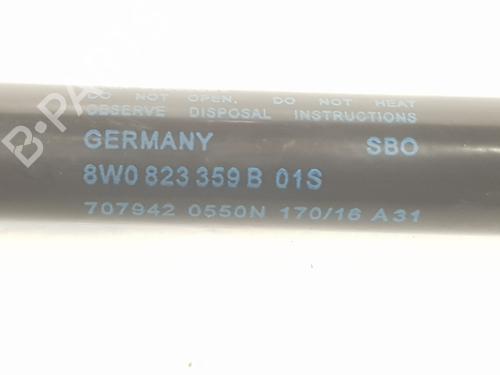 DO NOT OPEN. DO NOT HEAT
OBSERVE DISPOSAL INSTRUCTIONS
GERMANY SBO
8W0 823 359 B 01S
707942 0550N 170/16 A31
B-PARTS